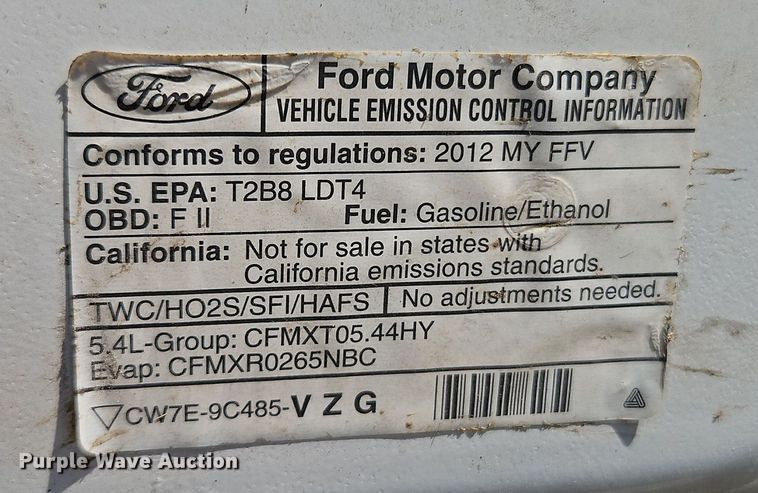 Ford
Ford Motor Company
VEHICLE EMISSION CONTROL INFORMATION
Conforms to regulations: 2012 MY FFV
U.S. EPA: T2B8 LDT4
OBD: F II Fuel: Gasoline/Ethanol
California: Not for sale in states with
California emissions standards.
TWC/HO2S/SFI/HAFS No adjustments needed.
5.4L-Group: CFMXT05.44HY
Evap: CFMXR0265NBC
CW7E-9C485-V Z G
Purple Wave Auction